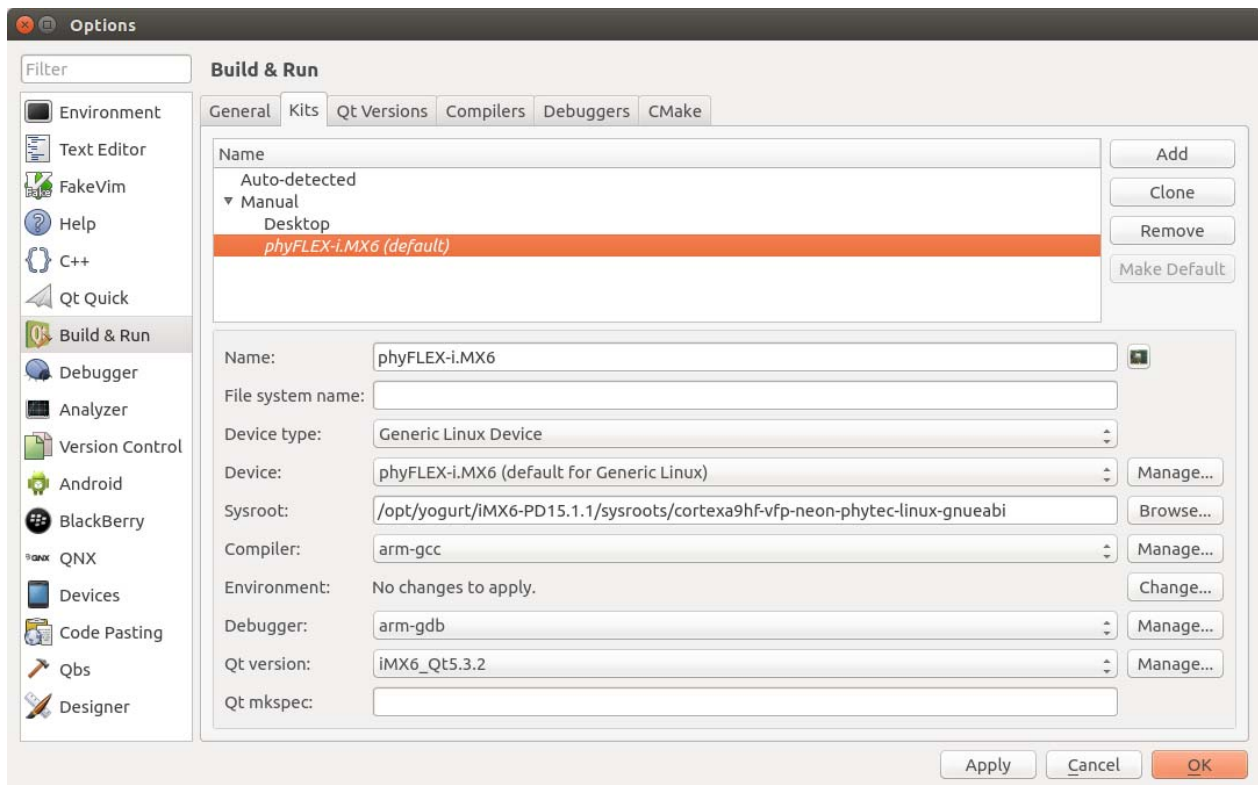 Options
Filter
Environment
Text Editor
FakeVim
Help
C++
Qt Quick
Build & Run
Debugger
Analyzer
Version Control
Android
BlackBerry
QNX QNX
Devices
Code Pasting
Qbs
Designer
Build & Run
General Kits Qt Versions Compilers Debuggers CMake
Name
Auto-detected
Manual
Desktop
phyFLEX-i.MX6 (default)
Add
Clone
Remove
Make Default
Name: phyFLEX-i.MX6
File system name:
Device type: Generic Linux Device
Device: phyFLEX-i.MX6 (default for Generic Linux) Manage...
Sysroot: /opt/yogurt/iMX6-PD15.1.1/sysroots/cortexa9hf-vfp-neon-phytec-linux-gnueabi Browse...
Compiler: arm-gcc Manage...
Environment: No changes to apply. Change...
Debugger: arm-gdb Manage...
Qt version: iMX6_Qt5.3.2 Manage...
Qt mkspec:
Apply Cancel OK